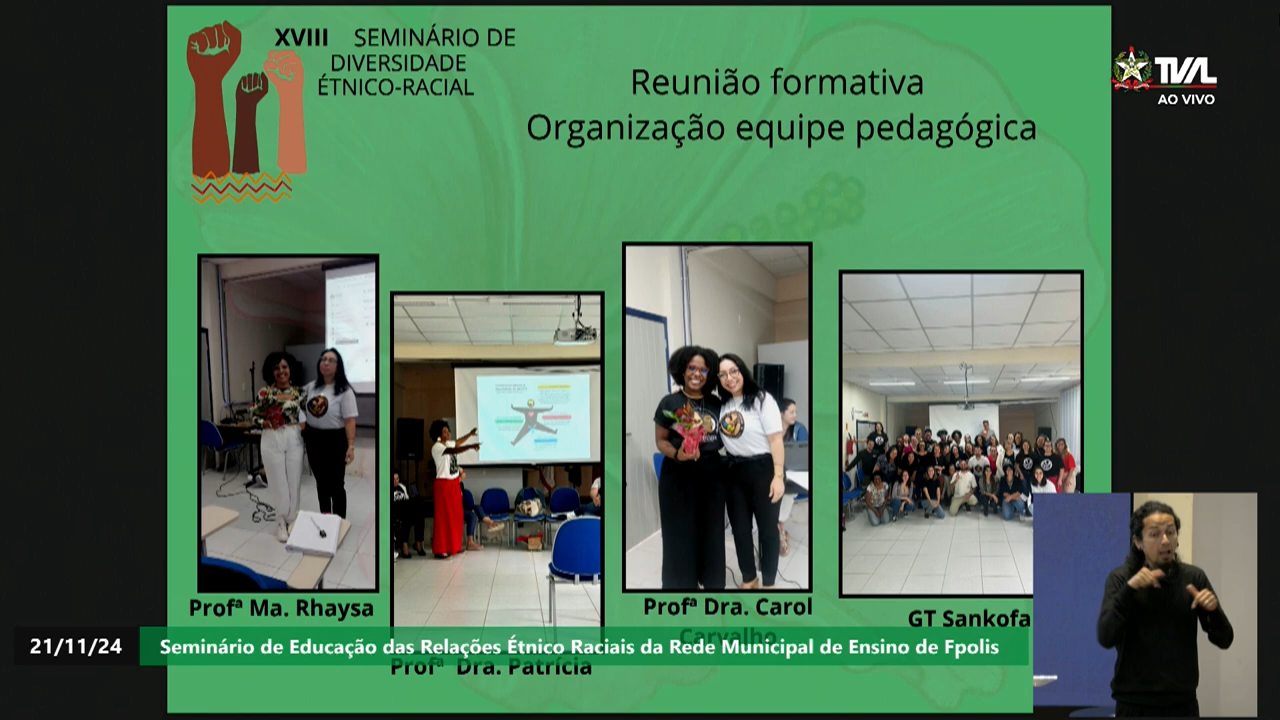 XVIII SEMINÁRIO DE
DIVERSIDADE
ÉTNICO-RACIAL
Reunião formativa
Organização equipe pedagógica
TVAL
AO VIVO
Profª Ma. Rhaysa
Profª Dra. Patrícia
Profª Dra. Carol
Carvalho
GT Sankofa
21/11/24 Seminário de Educação das Relações Étnico Raciais da Rede Municipal de Ensino de Fpolis